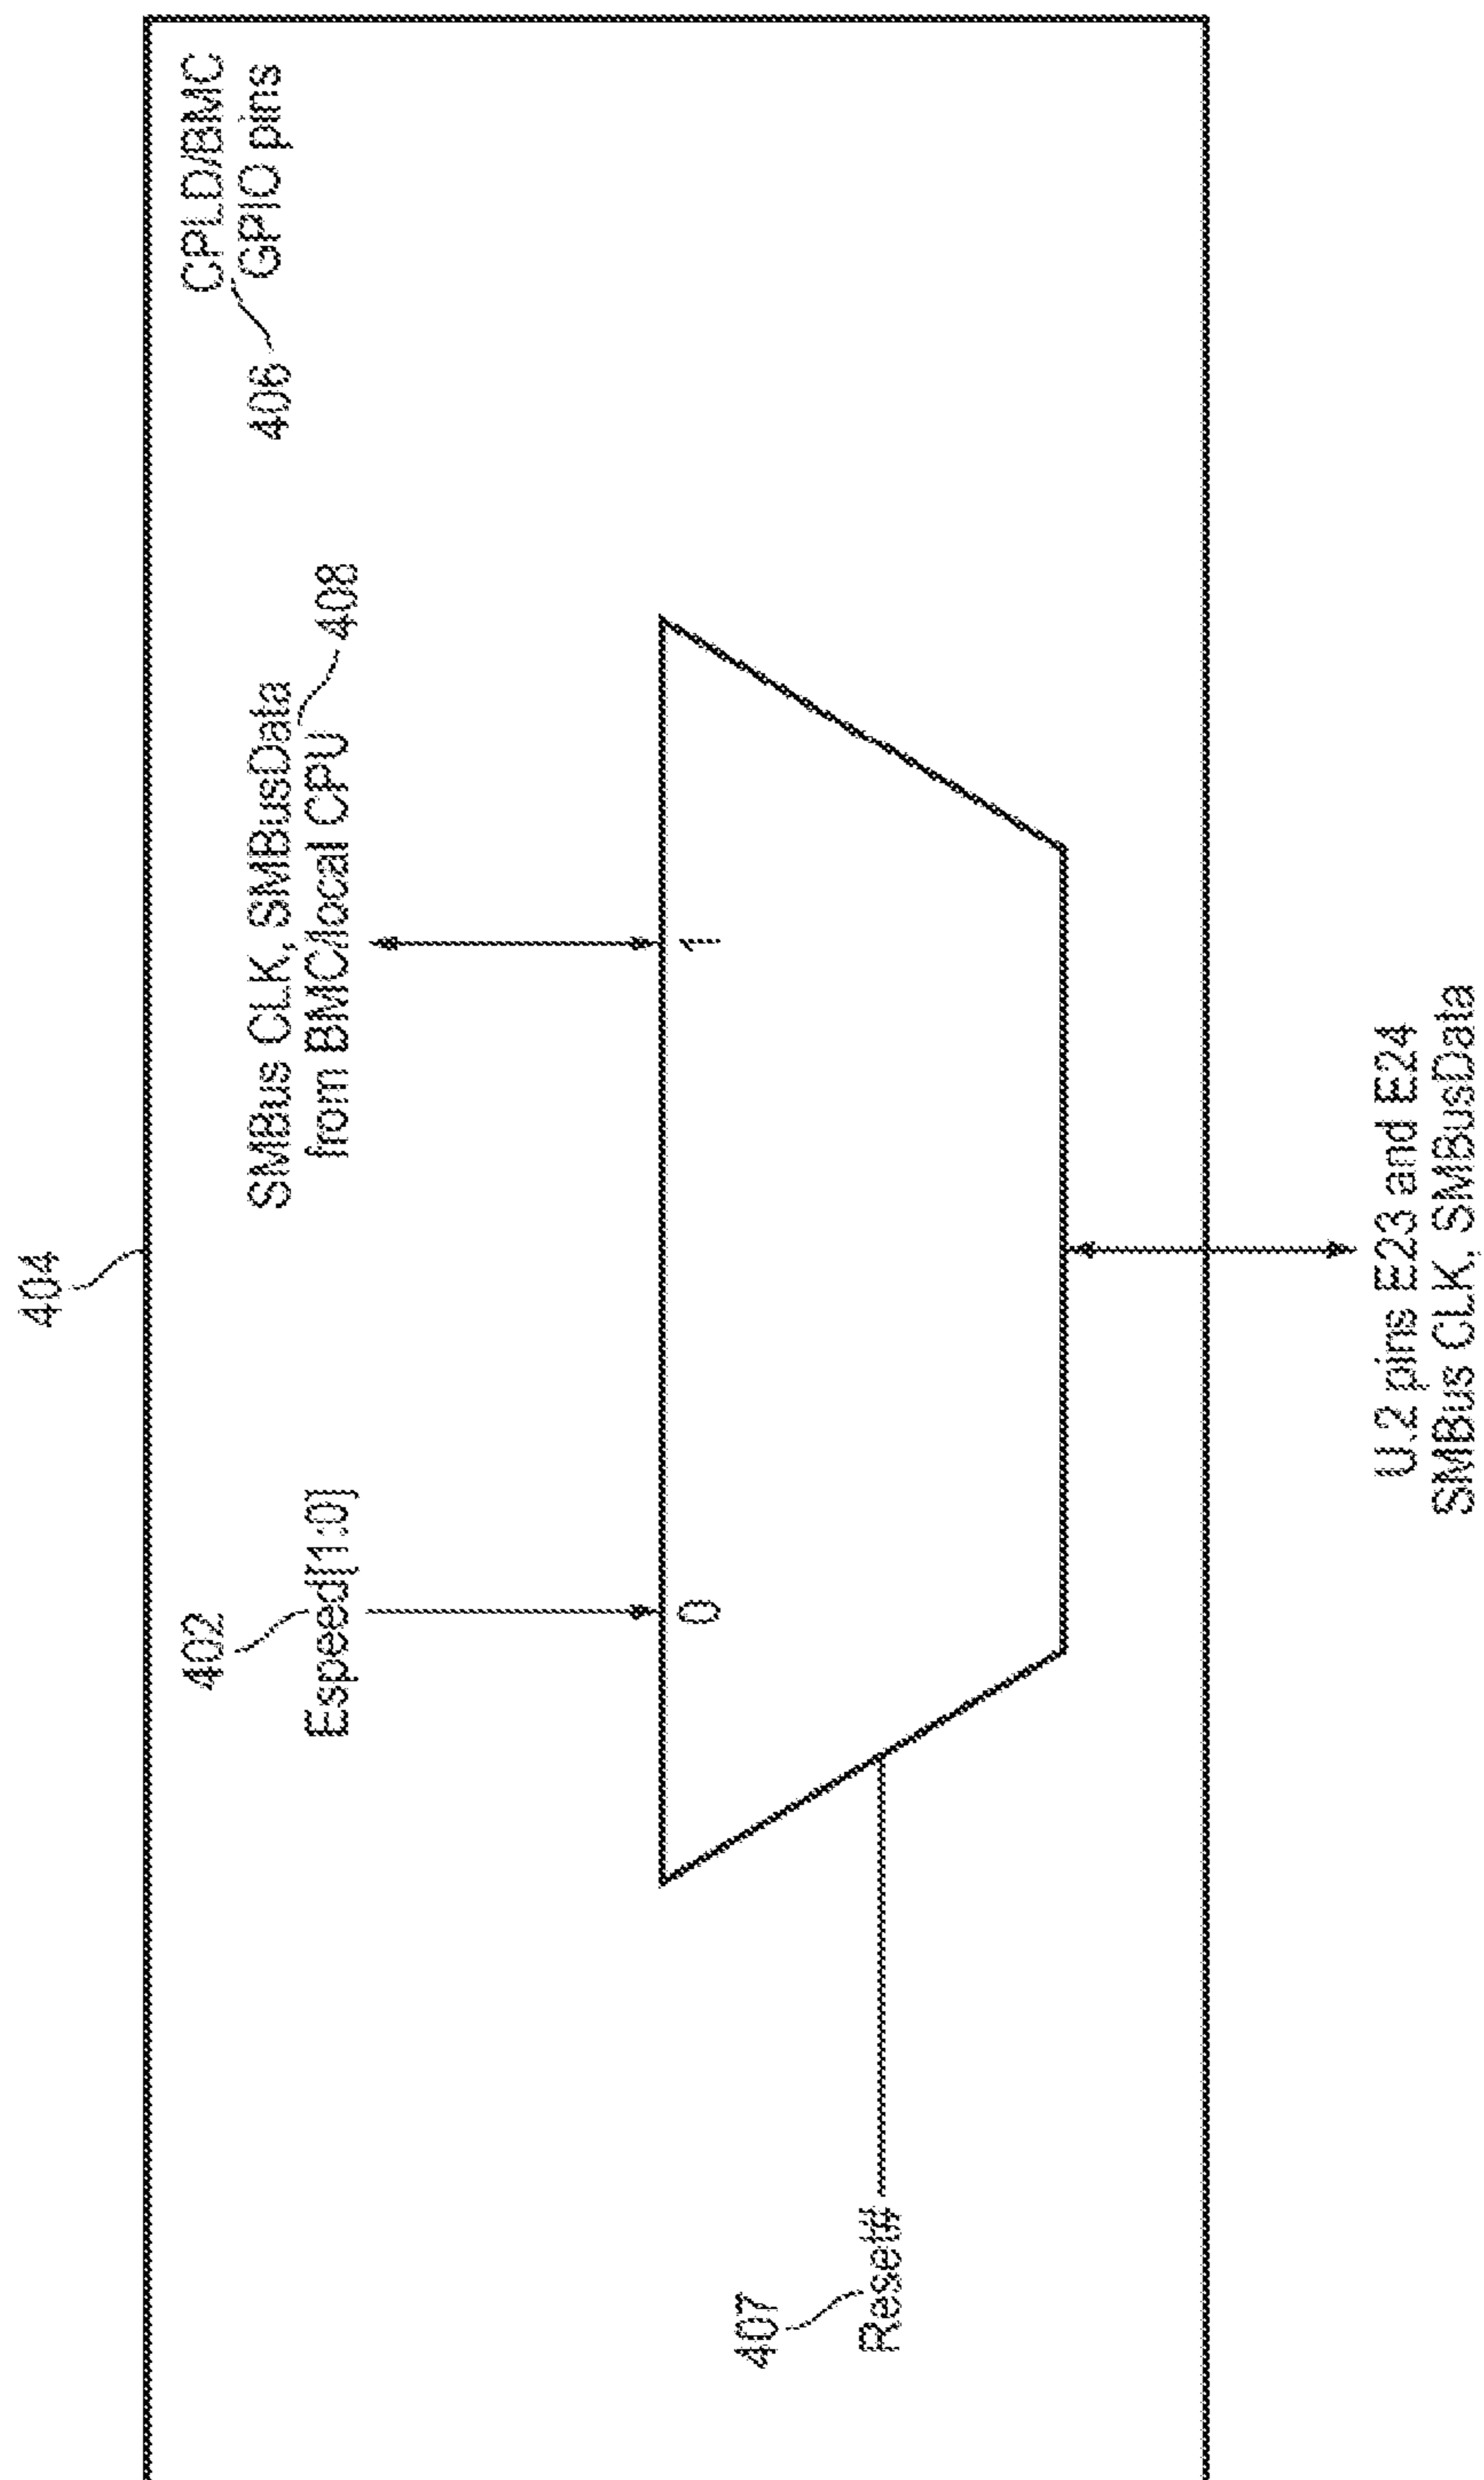 404
402
Espeed[1:0]
SMBus CLK, SMBusData
from BMC/local CPU
408
CPLD/BMC
GPIO pins
406
0
1
407
Reset#
U.2 pins E23 and E24
SMBus CLK, SMBusData